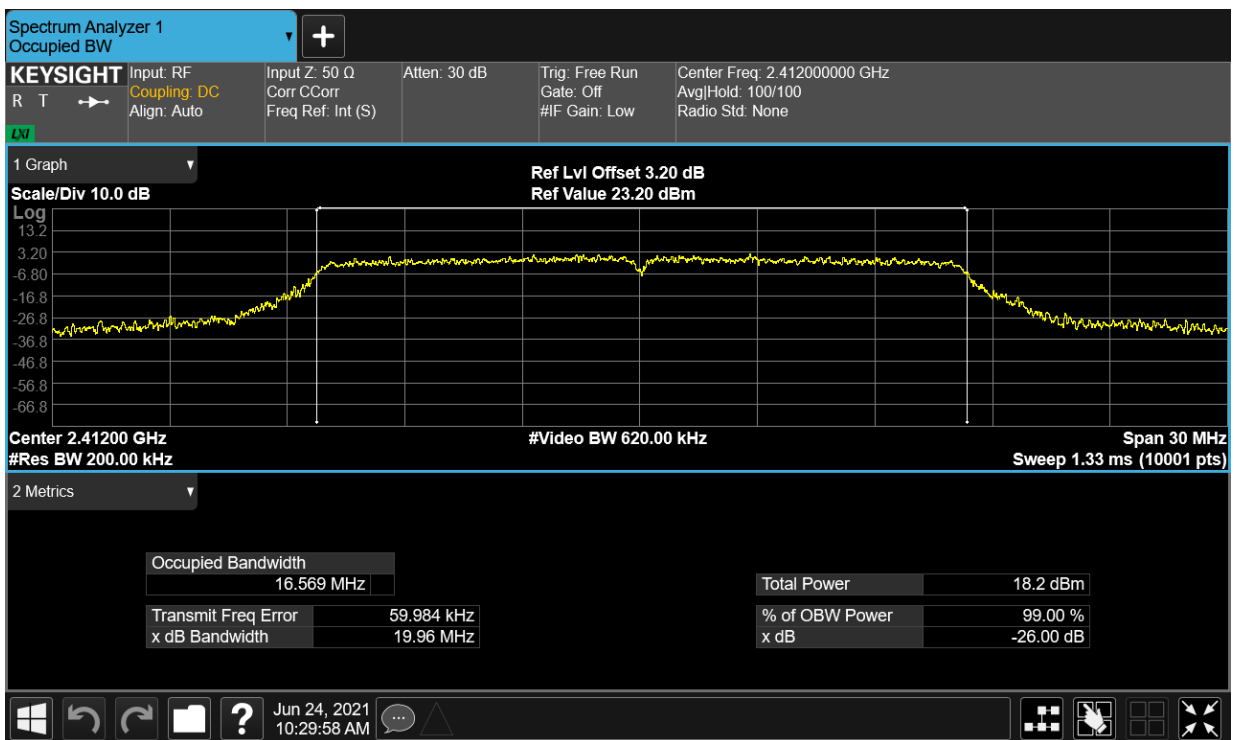 Spectrum Analyzer 1
Occupied BW
+
KEYSIGHT
R T
LXI
Input: RF
Coupling: DC
Align: Auto
Input Z: 50 Ω
Corr CCorr
Freq Ref: Int (S)
Atten: 30 dB
Trig: Free Run
Gate: Off
#IF Gain: Low
Center Freq: 2.412000000 GHz
Avg|Hold: 100/100
Radio Std: None
1 Graph
Scale/Div 10.0 dB
Ref Lvl Offset 3.20 dB
Ref Value 23.20 dBm
Log
13.2
3.20
-6.80
-16.8
-26.8
-36.8
-46.8
-56.8
-66.8
Center 2.41200 GHz
#Res BW 200.00 kHz
#Video BW 620.00 kHz
Span 30 MHz
Sweep 1.33 ms (10001 pts)
2 Metrics
Occupied Bandwidth
16.569 MHz
Transmit Freq Error 59.984 kHz
x dB Bandwidth 19.96 MHz
Total Power 18.2 dBm
% of OBW Power 99.00 %
x dB -26.00 dB
?
Jun 24, 2021
10:29:58 AM